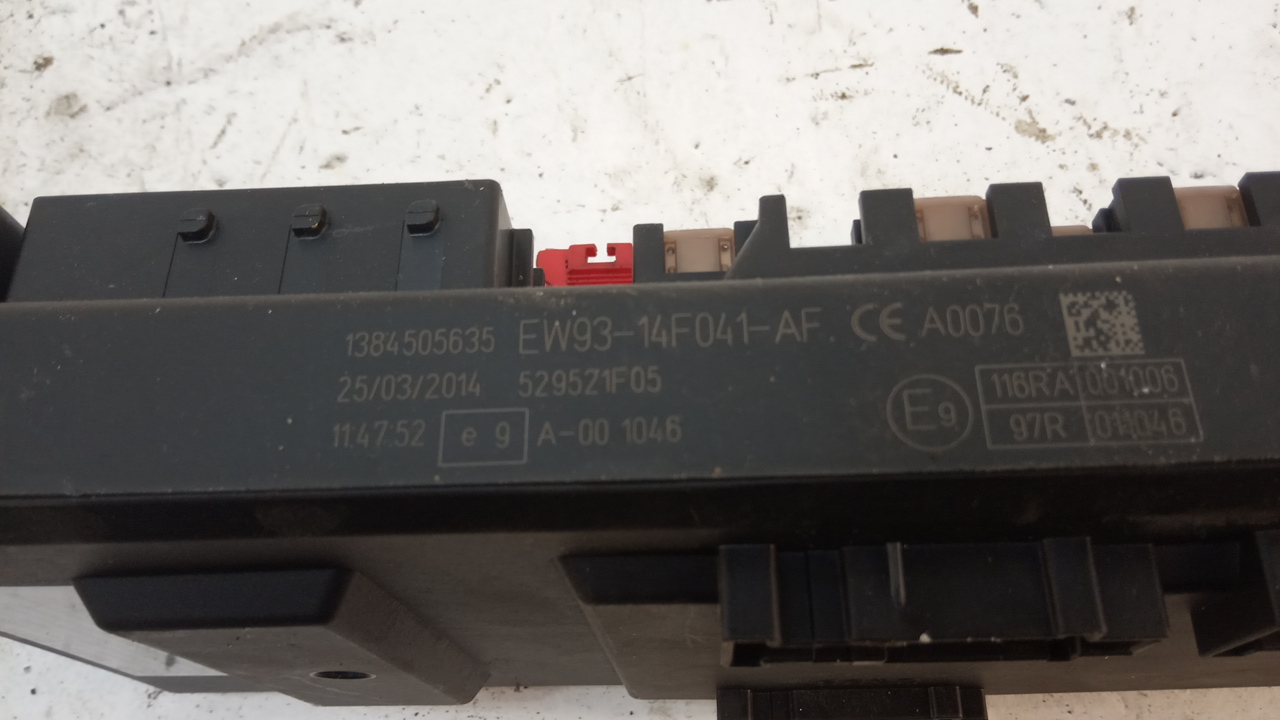 1384505635 EW93-14F041-AF. CE A0076
25/03/2014 529521F05
11:47:52 e 9 A-00 1046
E9
116RA 001006
97R 011046